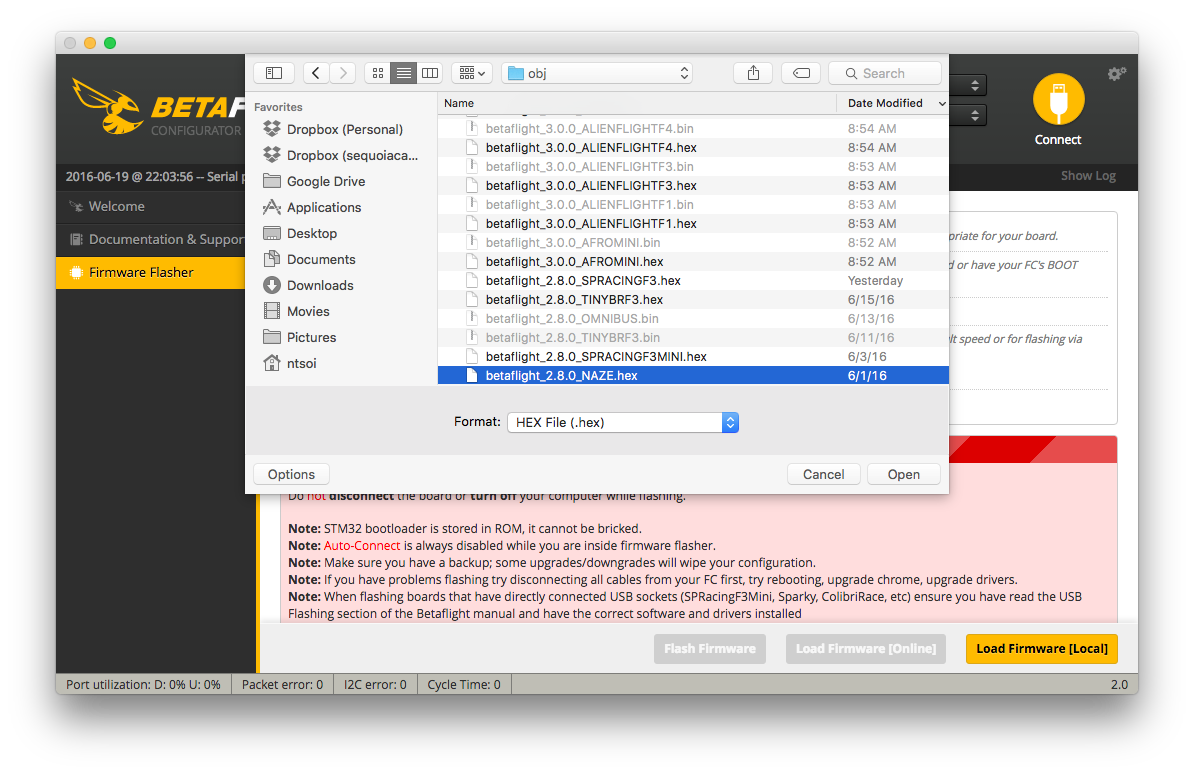 obj
Search
BETAF
CONFIGURATOR
Connect
2016-06-19 @ 22:03:56 -- Serial p
Show Log
Welcome
Documentation & Suppor
Firmware Flasher
Favorites
Dropbox (Personal)
Dropbox (sequoiaca...
Google Drive
Applications
Desktop
Documents
Downloads
Movies
Pictures
ntsoi
Name Date Modified
betaflight_3.0.0_ALIENFLIGHTF4.bin 8:54 AM
betaflight_3.0.0_ALIENFLIGHTF4.hex 8:54 AM
betaflight_3.0.0_ALIENFLIGHTF3.bin 8:53 AM
betaflight_3.0.0_ALIENFLIGHTF3.hex 8:53 AM
betaflight_3.0.0_ALIENFLIGHTF1.bin 8:53 AM
betaflight_3.0.0_ALIENFLIGHTF1.hex 8:53 AM
betaflight_3.0.0_AFROMINI.bin 8:52 AM
betaflight_3.0.0_AFROMINI.hex 8:52 AM
betaflight_2.8.0_SPRACINGF3.hex Yesterday
betaflight_2.8.0_TINYBRF3.hex 6/15/16
betaflight_2.8.0_OMNIBUS.bin 6/13/16
betaflight_2.8.0_TINYBRF3.bin 6/11/16
betaflight_2.8.0_SPRACINGF3MINI.hex 6/3/16
betaflight_2.8.0_NAZE.hex 6/1/16
Format: HEX File (.hex)
Options Cancel Open
priate for your board.
d or have your FC's BOOT
lt speed or for flashing via
Do not disconnect the board or turn off your computer while flashing.
Note: STM32 bootloader is stored in ROM, it cannot be bricked.
Note: Auto-Connect is always disabled while you are inside firmware flasher.
Note: Make sure you have a backup; some upgrades/downgrades will wipe your configuration.
Note: If you have problems flashing try disconnecting all cables from your FC first, try rebooting, upgrade chrome, upgrade drivers.
Note: When flashing boards that have directly connected USB sockets (SPRacingF3Mini, Sparky, ColibriRace, etc) ensure you have read the USB
Flashing section of the Betaflight manual and have the correct software and drivers installed
Flash Firmware Load Firmware [Online] Load Firmware [Local]
Port utilization: D: 0% U: 0% Packet error: 0 I2C error: 0 Cycle Time: 0 2.0